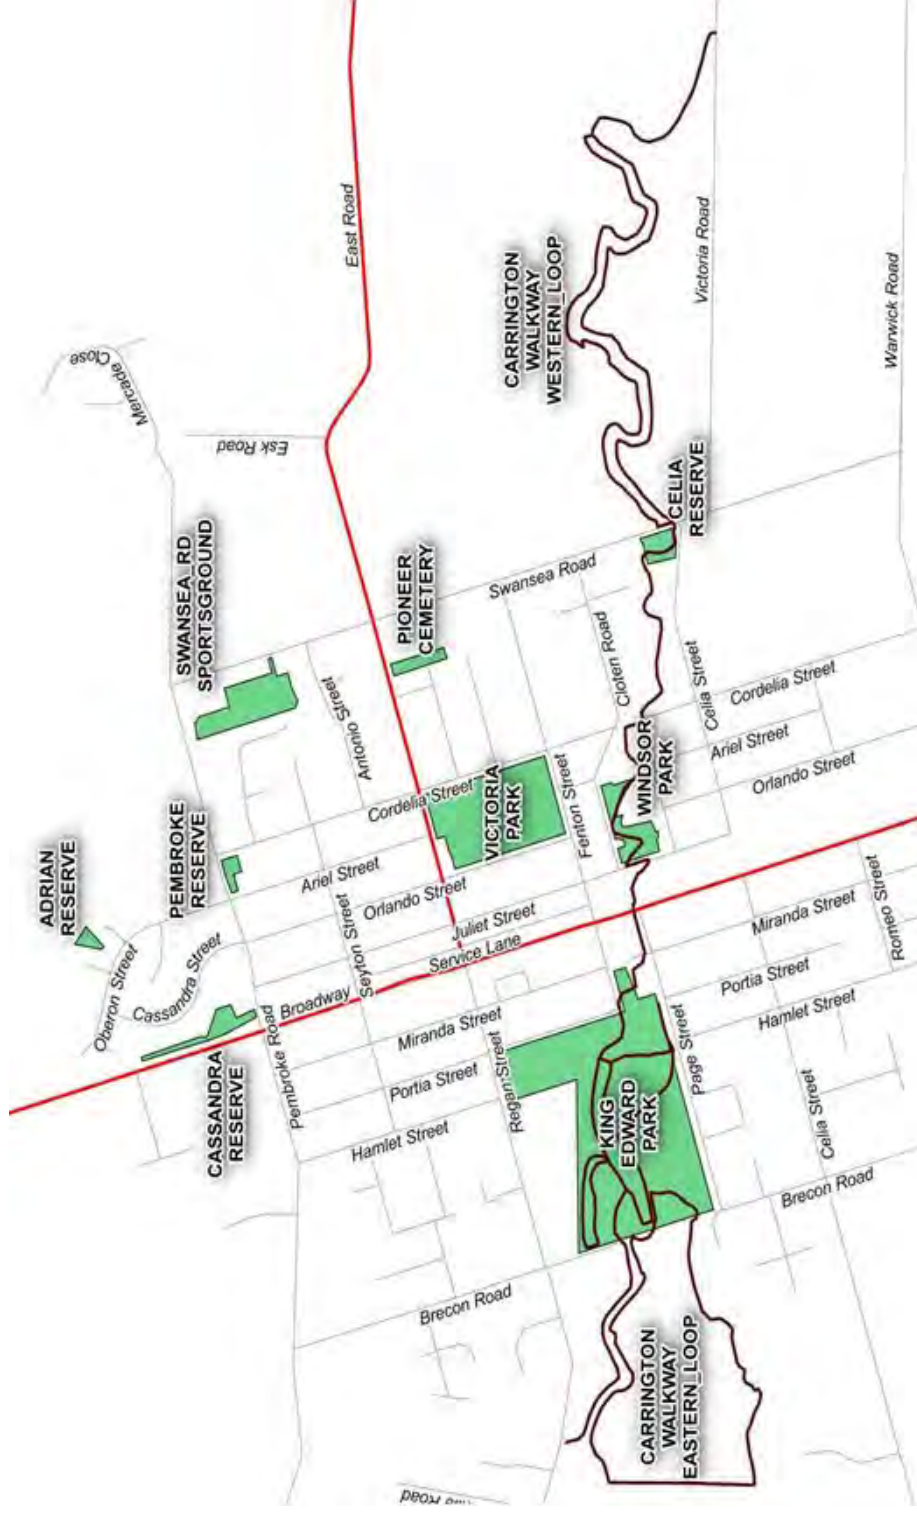 Mercade Close
East Road
Esk Road
Victoria Road
Warwick Road
CARRINGTON
WALKWAY
WESTERN_LOOP
CELIA
RESERVE
SWANSEA_RD
SPORTSGROUND
PIONEER
CEMETERY
Swansea Road
Cloten Road
Antonio Street
Cordelia Street
Celia Street
Cordelia Street
ADRIAN
RESERVE
PEMBROKE
RESERVE
VICTORIA
PARK
WINDSOR
PARK
Ariel Street
Orlando Street
Fenton Street
Ariel Street
Orlando Street
Juliet Street
Service Lane
Seyton Street
Oberon Street
Cassandra Street
Broadway
CASSANDRA
RESERVE
Pembroke Road
Miranda Street
Portia Street
Hamlet Street
Regan Street
KING
EDWARD
PARK
Page Street
Miranda Street
Romeo Street
Portia Street
Hamlet Street
Celia Street
Brecon Road
Brecon Road
CARRINGTON
WALKWAY
EASTERN_LOOP
Road